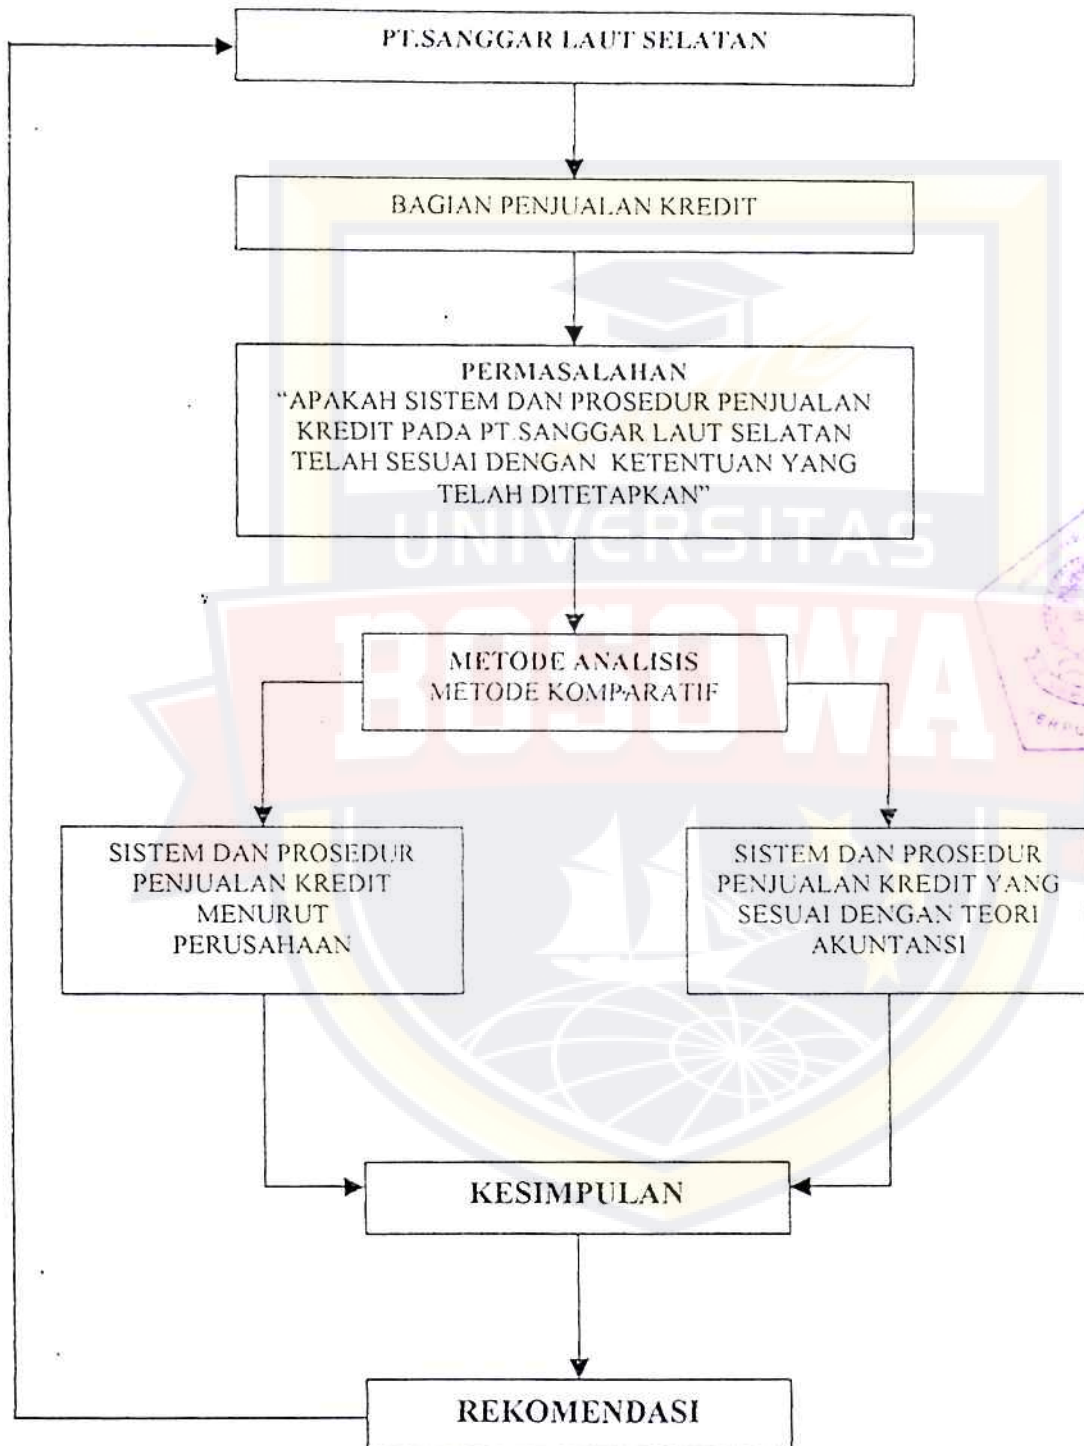 PT.SANGGAR LAUT SELATAN
BAGIAN PENJUALAN KREDIT
PERMASALAHAN
“APAKAH SISTEM DAN PROSEDUR PENJUALAN
KREDIT PADA PT.SANGGAR LAUT SELATAN
TELAH SESUAI DENGAN KETENTUAN YANG
TELAH DITETAPKAN”
UNIVERSITAS
BOSOWA
METODE ANALISIS
METODE KOMPARATIF
SISTEM DAN PROSEDUR
PENJUALAN KREDIT
MENURUT
PERUSAHAAN
SISTEM DAN PROSEDUR
PENJUALAN KREDIT YANG
SESUAI DENGAN TEORI
AKUNTANSI
KESIMPULAN
REKOMENDASI